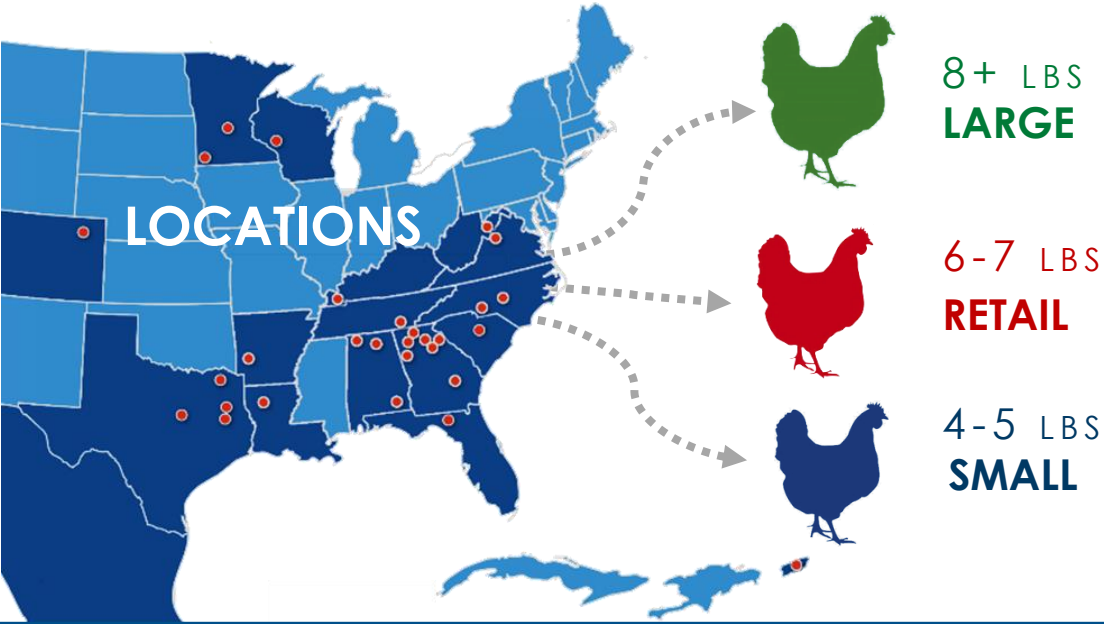 LOCATIONS
8+ LBS
LARGE
6-7 LBS
RETAIL
4-5 LBS
SMALL